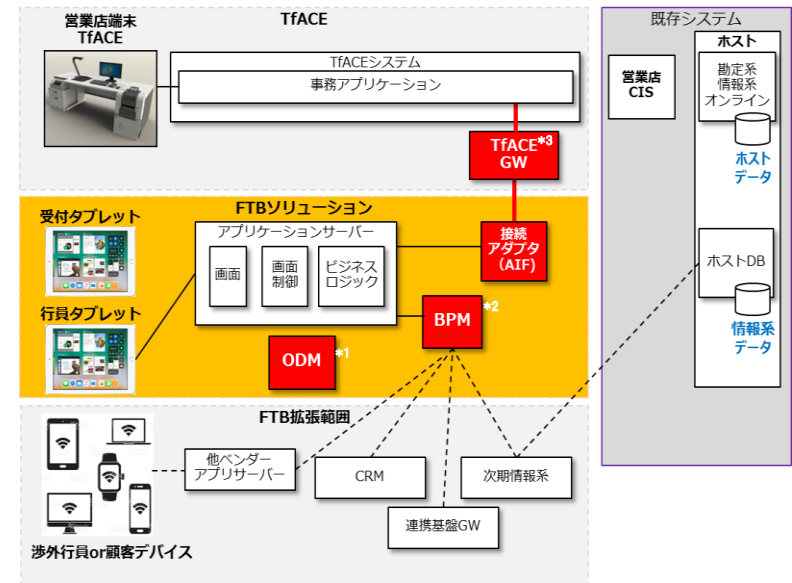 営業店端末
TfACE
TfACE
TfACEシステム
事務アプリケーション
TfACE*3
GW
既存システム
営業店
CIS
ホスト
勘定系
情報系
オンライン
ホスト
データ
ホストDB
情報系
データ
FTBソリューション
受付タブレット
行員タブレット
アプリケーションサーバー
画面
画面
制御
ビジネス
ロジック
接続
アダプタ
(AIF)
BPM
*2
ODM
*1
FTB拡張範囲
他ベンダー
アプリサーバー
CRM
次期情報系
連携基盤GW
渉外行員or顧客デバイス